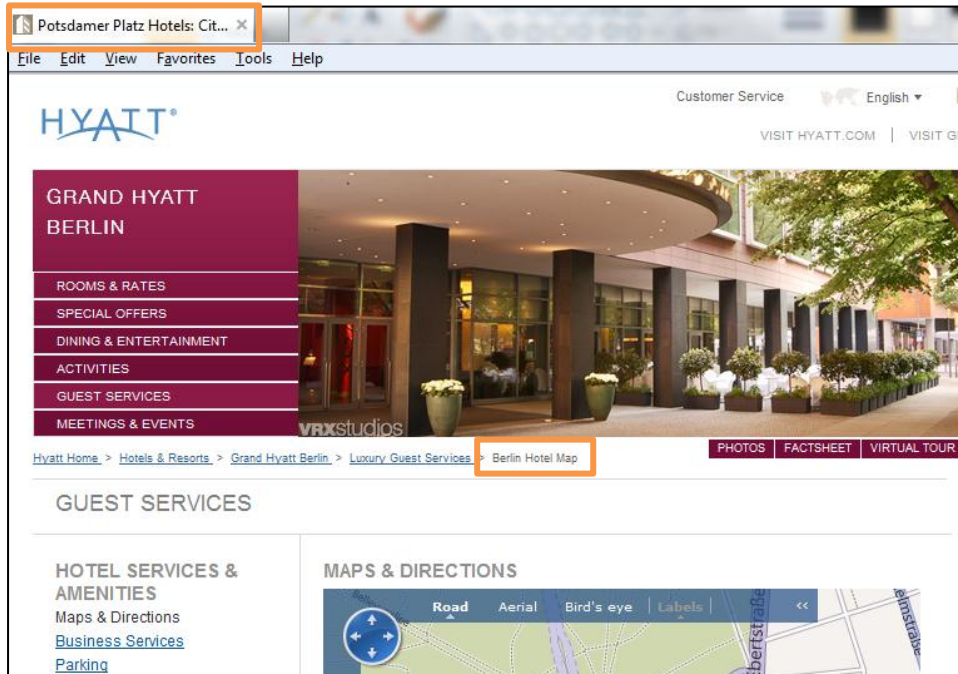 Potsdamer Platz Hotels: Cit...
File Edit View Favorites Tools Help
Customer Service English
HYATT®
VISIT HYATT.COM | VISIT G
GRAND HYATT
BERLIN
ROOMS & RATES
SPECIAL OFFERS
DINING & ENTERTAINMENT
ACTIVITIES
GUEST SERVICES
MEETINGS & EVENTS
VRXstudios
PHOTOS FACTSHEET VIRTUAL TOUR
Hyatt Home > Hotels & Resorts > Grand Hyatt Berlin > Luxury Guest Services > Berlin Hotel Map
GUEST SERVICES
HOTEL SERVICES &
AMENITIES
Maps & Directions
Business Services
Parking
MAPS & DIRECTIONS
Road Aerial Bird's eye | Labels | <<
Ebertstraße